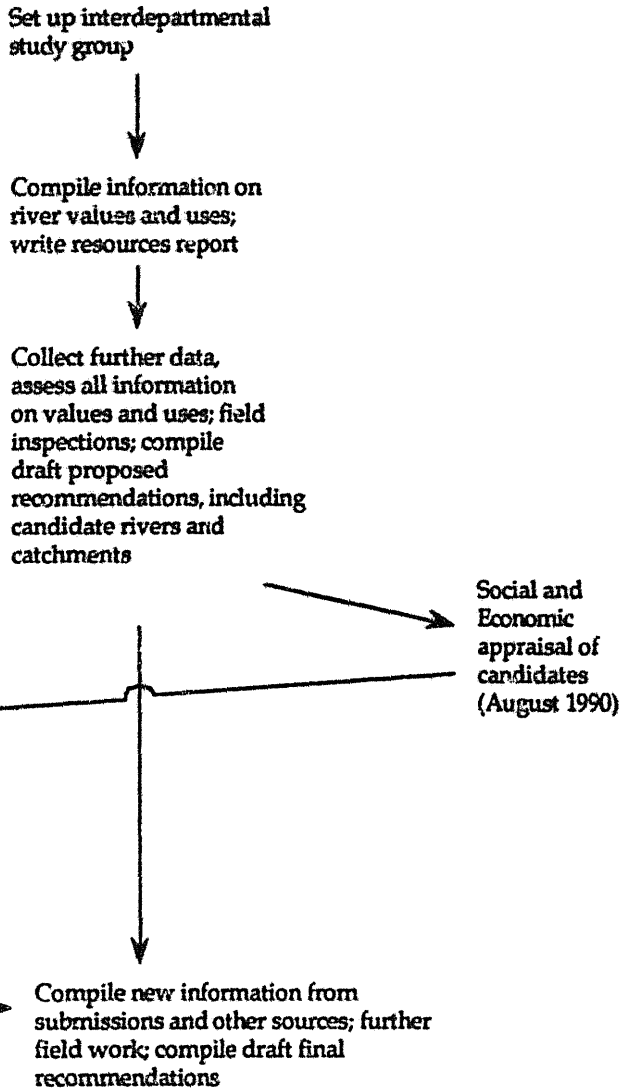 Set up interdepartmental
study group
Compile information on
river values and uses;
write resources report
Collect further data,
assess all information
on values and uses; field
inspections; compile
draft proposed
recommendations, including
candidate rivers and
catchments
Social and
Economic
appraisal of
candidates
(August 1990)
Compile new information from
submissions and other sources; further
field work; compile draft final
recommendations